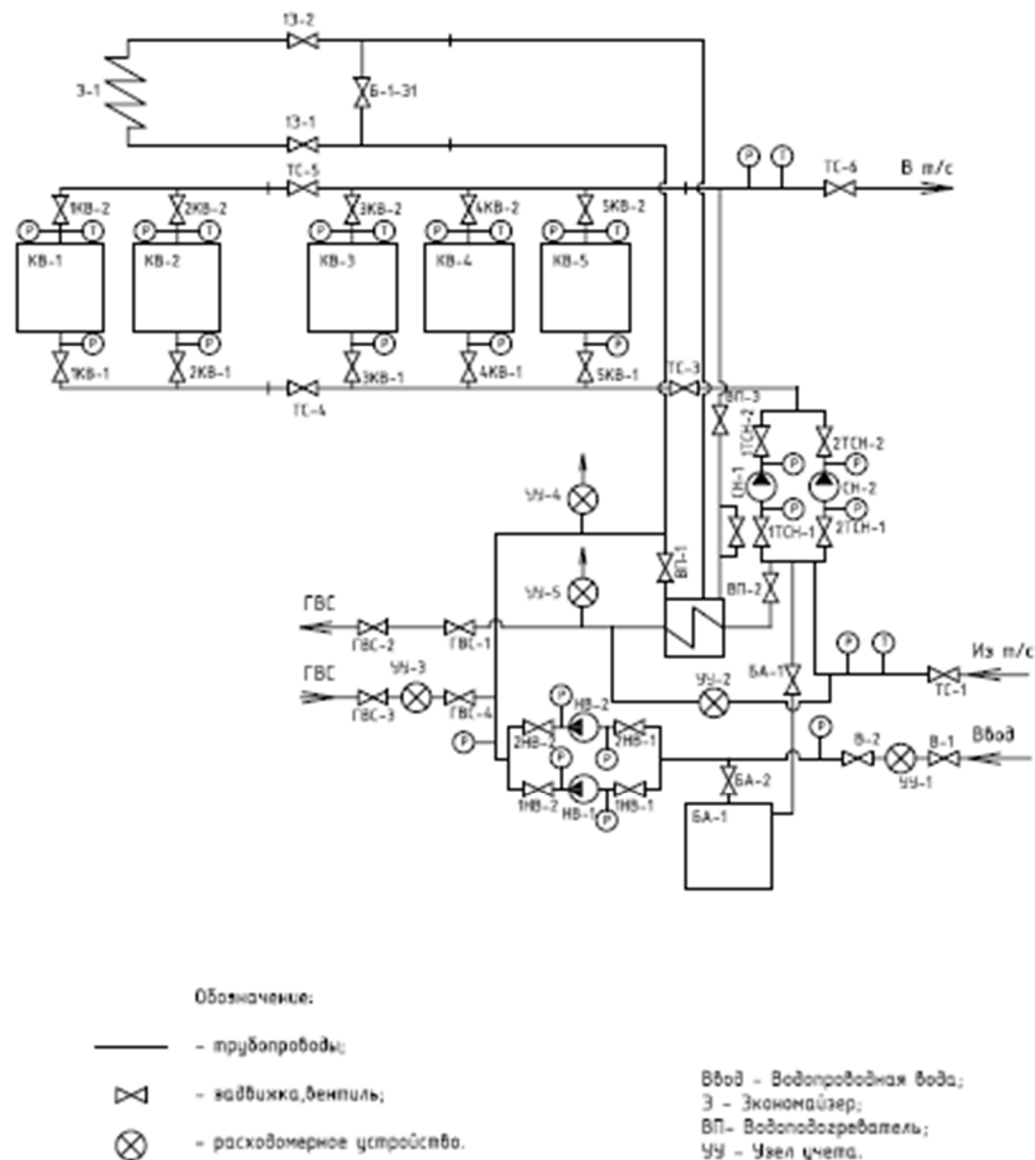 1Э-2
Э-1
Б-1-Э1
1Э-1
ТС-5
Р Т
ТС-6
В т/с
1КВ-2 2КВ-2 3КВ-2 4КВ-2 5КВ-2
Р Т Р Т Р Т Р Т Р Т
КВ-1 КВ-2 КВ-3 КВ-4 КВ-5
Р Р Р Р Р
1КВ-1 2КВ-1 3КВ-1 4КВ-1 5КВ-1
ТС-3
ТС-4
ВП-3
1ТСН-2 2ТСН-2
Р Р
СН-1 СН-2
Р Р
1ТСН-1 2ТСН-1
УУ-4
ВП-1
УУ-5
ВП-2
ГВС
ГВС-2 ГВС-1
Р Т
Из т/с
ТС-1
ГВС
УУ-3
ГВС-3 ГВС-4
УУ-2
БА-1
Р
НВ-2
Р
2НВ-2 2НВ-1
Р Р
1НВ-2 1НВ-1
НВ-1
Р
Р
В-2 В-1
УУ-1
Ввод
БА-2
БА-1
Обозначение:
- трубопроводы;
- задвижка,вентиль;
- расходомерное устройство.
Ввод - Водопроводная вода;
Э - Экономайзер;
ВП- Водоподогреватель;
УУ - Узел учета.